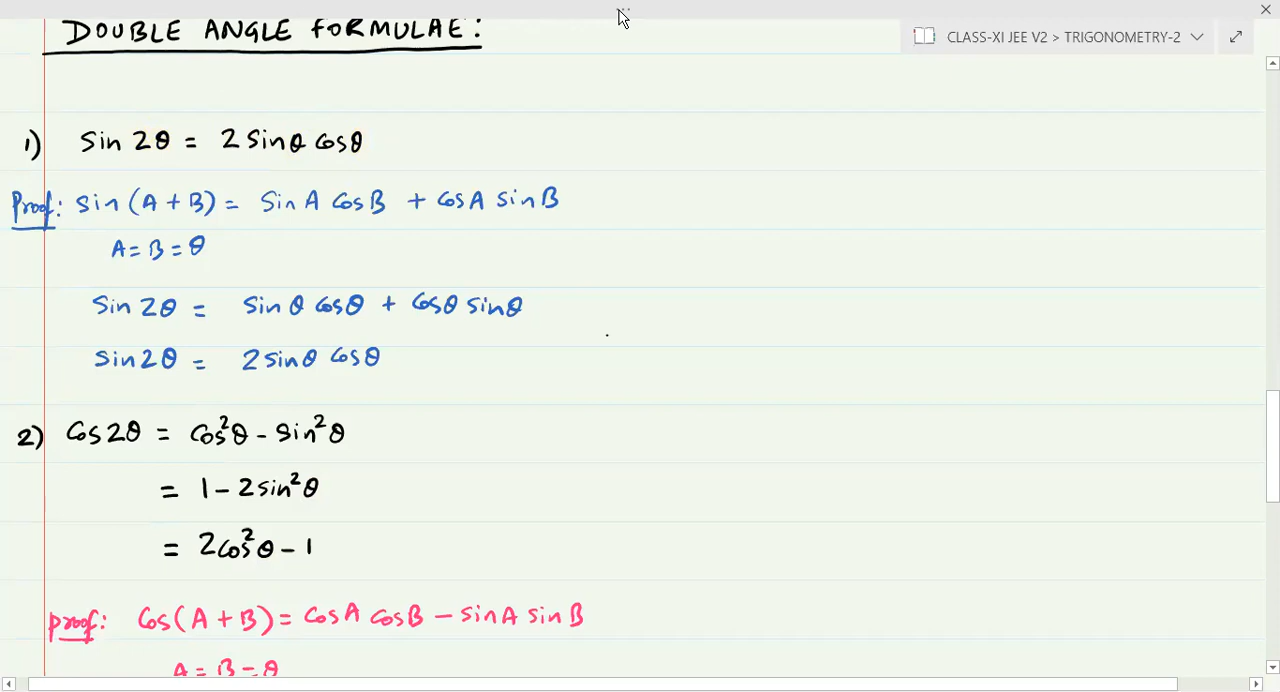 DOUBLE ANGLE FORMULAE:
CLASS-XI JEE V2 > TRIGONOMETRY-2
1) Sin 2θ = 2 Sinθ Cosθ
Proof: Sin (A + B) = Sin A Cos B + Cos A Sin B
A = B = θ
Sin 2θ = Sin θ Cosθ + Cosθ Sinθ
Sin 2θ = 2 Sinθ Cosθ
2) Cos 2θ = Cos²θ - Sin²θ
= 1 - 2 Sin²θ
= 2 Cos²θ - 1
Proof: Cos (A + B) = Cos A Cos B - Sin A Sin B
A = B = θ